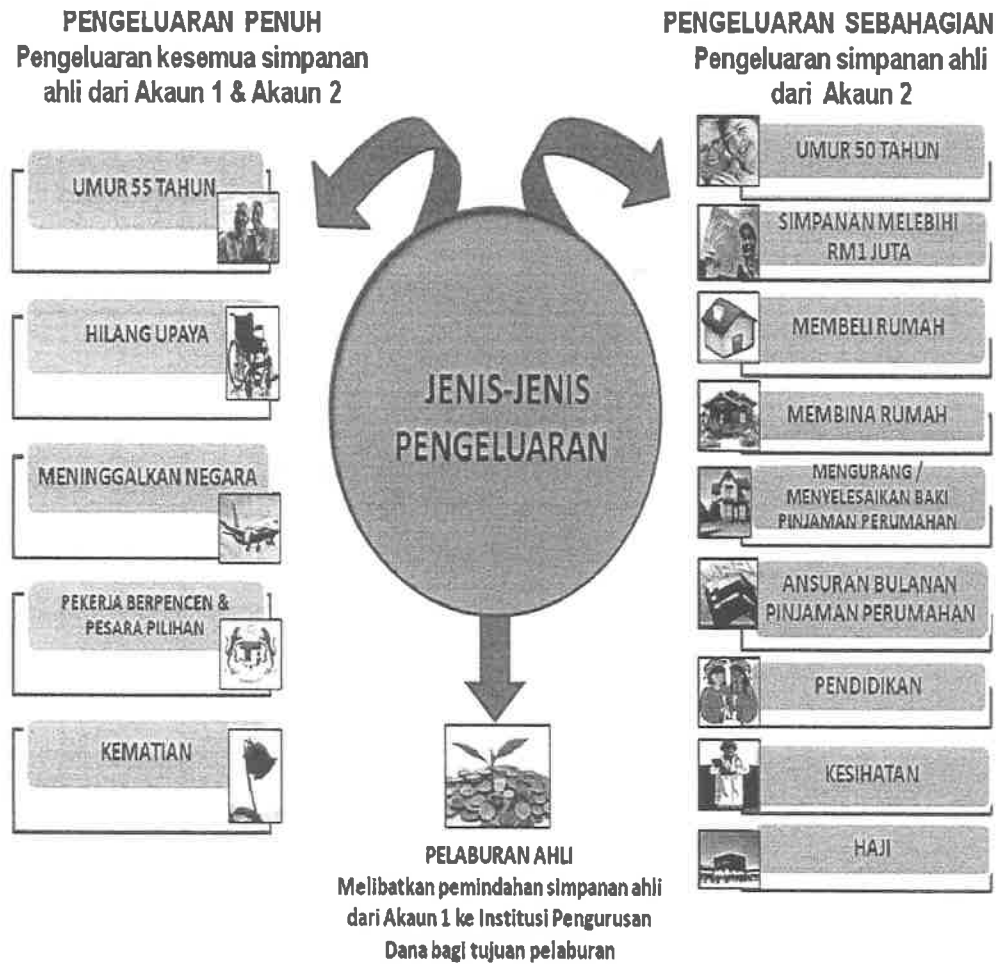 PENGELUARAN PENUH
Pengeluaran kesemua simpanan
ahli dari Akaun 1 & Akaun 2
UMUR 55 TAHUN
HILANG UPAYA
MENINGGALKAN NEGARA
PEKERJA BERPENCEN &
PESARA PILIHAN
KEMATIAN
JENIS-JENIS
PENGELUARAN
PELABURAN AHLI
Melibatkan pemindahan simpanan ahli
dari Akaun 1 ke Institusi Pengurusan
Dana bagi tujuan pelaburan
PENGELUARAN SEBAHAGIAN
Pengeluaran simpanan ahli
dari Akaun 2
UMUR 50 TAHUN
SIMPANAN MELEBIHI
RM1 JUTA
MEMBELI RUMAH
MEMBINA RUMAH
MENGURANG /
MENYELESAIKAN BAKI
PINJAMAN PERUMAHAN
ANSURAN BULANAN
PINJAMAN PERUMAHAN
PENDIDIKAN
KESIHATAN
HAJI